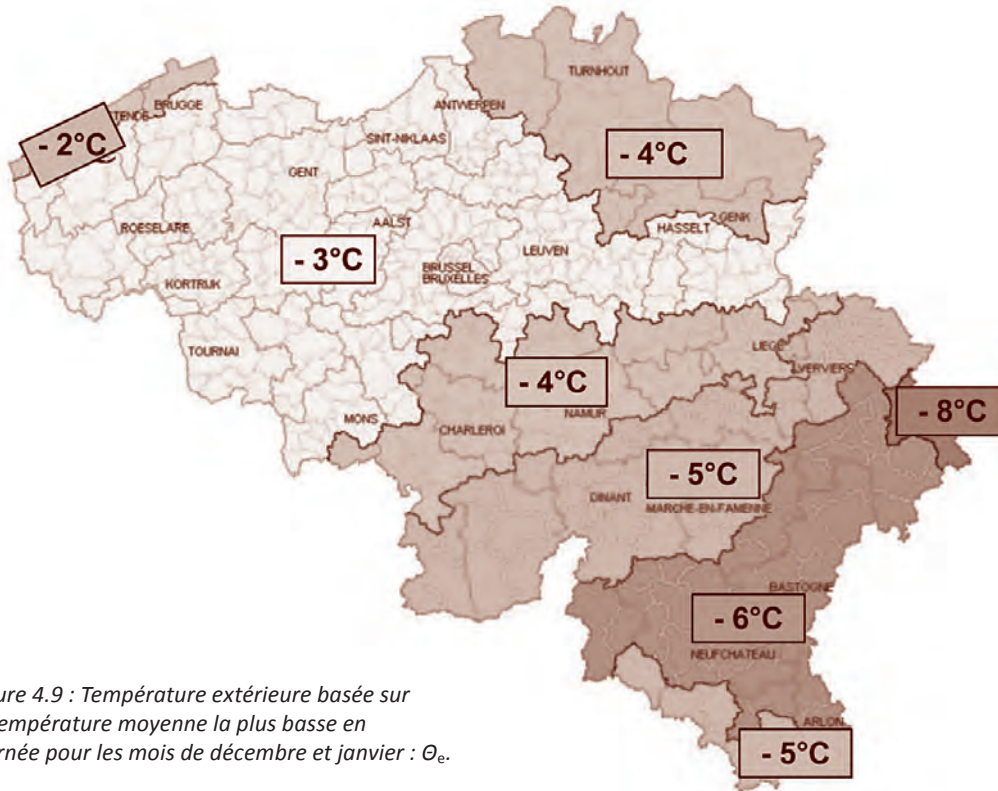 TURNHOUT
ANTWERPEN
BRUGGE
TENDE
- 2°C
SINT-NIKLAAS
- 4°C
GENT
GENK
AALST
HASSELT
ROESELARE
LEUVEN
- 3°C
BRUSSEL
BRUXELLES
KORTRIJK
LIEGE
TOURNAI
VERVIERS
- 4°C
NAMUR
- 8°C
MONS
CHARLEROI
- 5°C
DINANT
MARCHE-EN-FAMENNE
BASTOGNE
- 6°C
NEUFCHATEAU
ure 4.9 : Température extérieure basée sur
empérature moyenne la plus basse en
rnée pour les mois de décembre et janvier : Θₑ.
ARLON
- 5°C